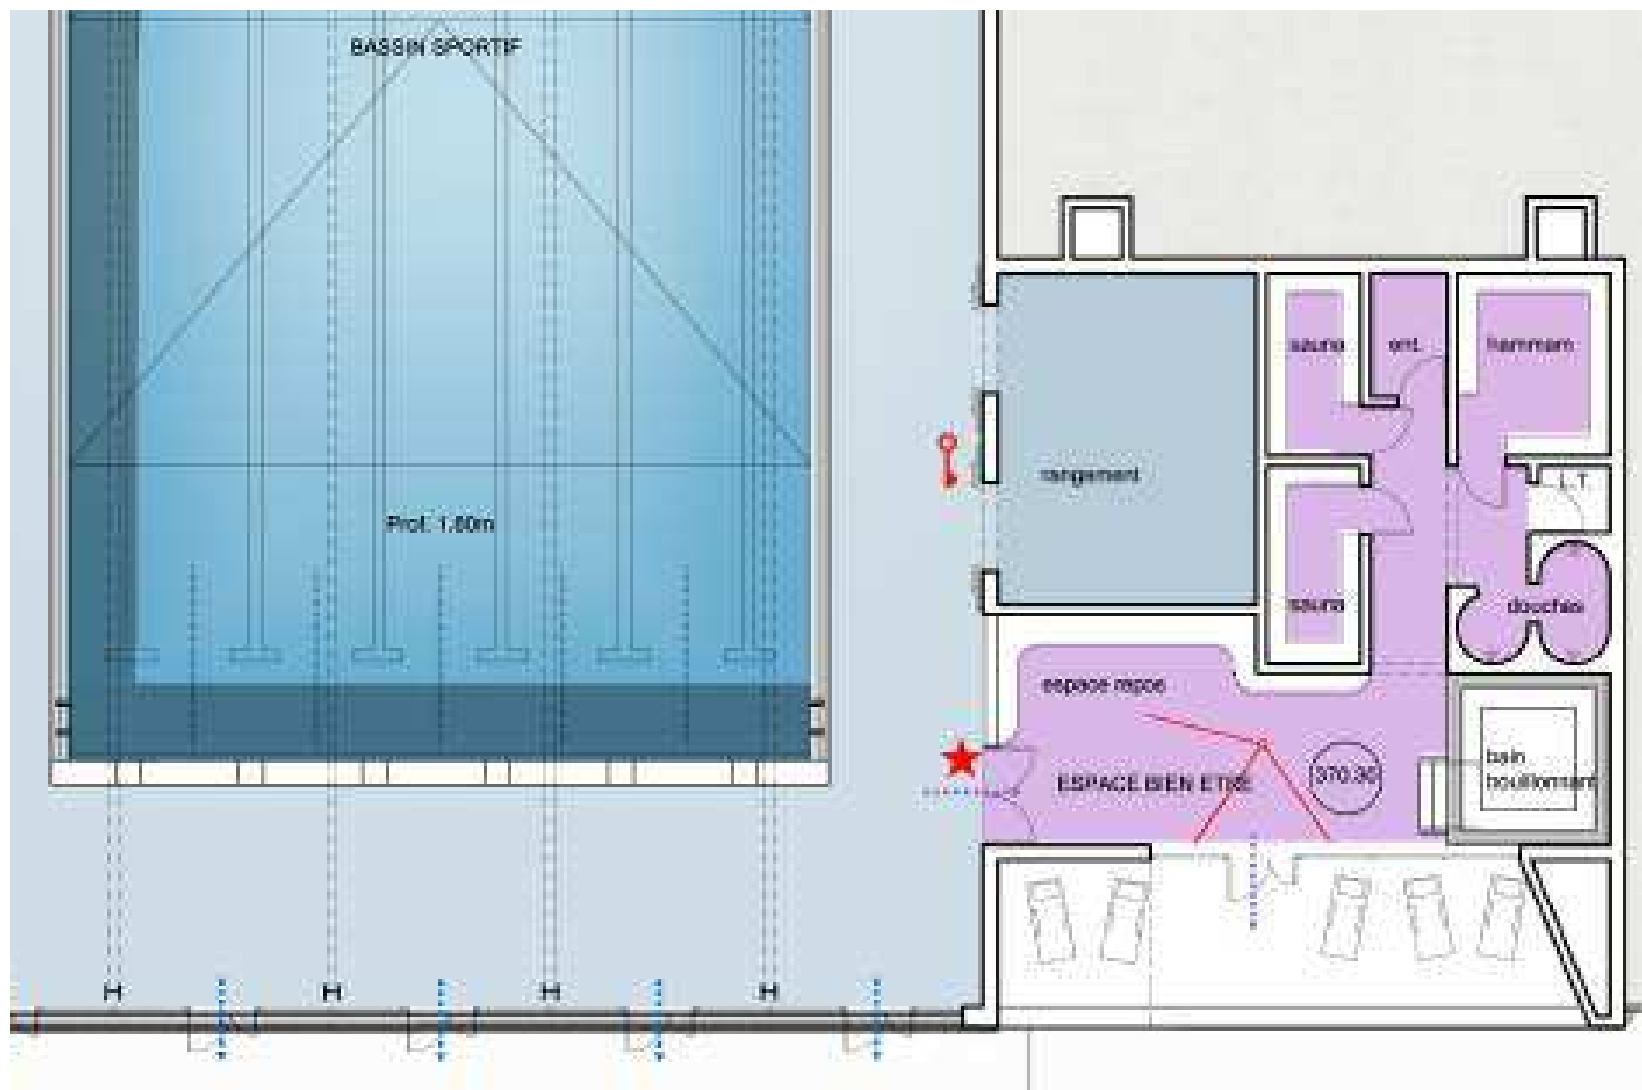 BASSIN SPORTIF
sauna
ent.
hammam
rangement
L.T.
Prof. 1.80m
sauna
douches
espace repos
ESPACE BIEN ETRE
370.30
bain
bouillonnant
H H H H